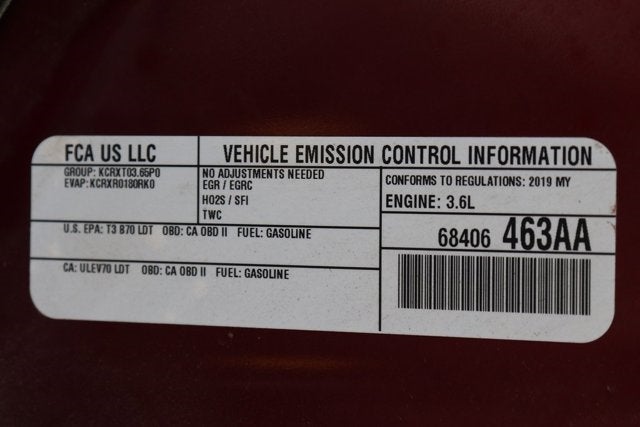 FCA US LLC
VEHICLE EMISSION CONTROL INFORMATION
GROUP: KCRXT03.65P0
EVAP: KCRXR0180RK0
NO ADJUSTMENTS NEEDED
EGR / EGRC
HO2S / SFI
TWC
CONFORMS TO REGULATIONS: 2019 MY
ENGINE: 3.6L
U.S. EPA: T3 B70 LDT OBD: CA OBD II FUEL: GASOLINE
68406 463AA
CA: ULEV70 LDT OBD: CA OBD II FUEL: GASOLINE